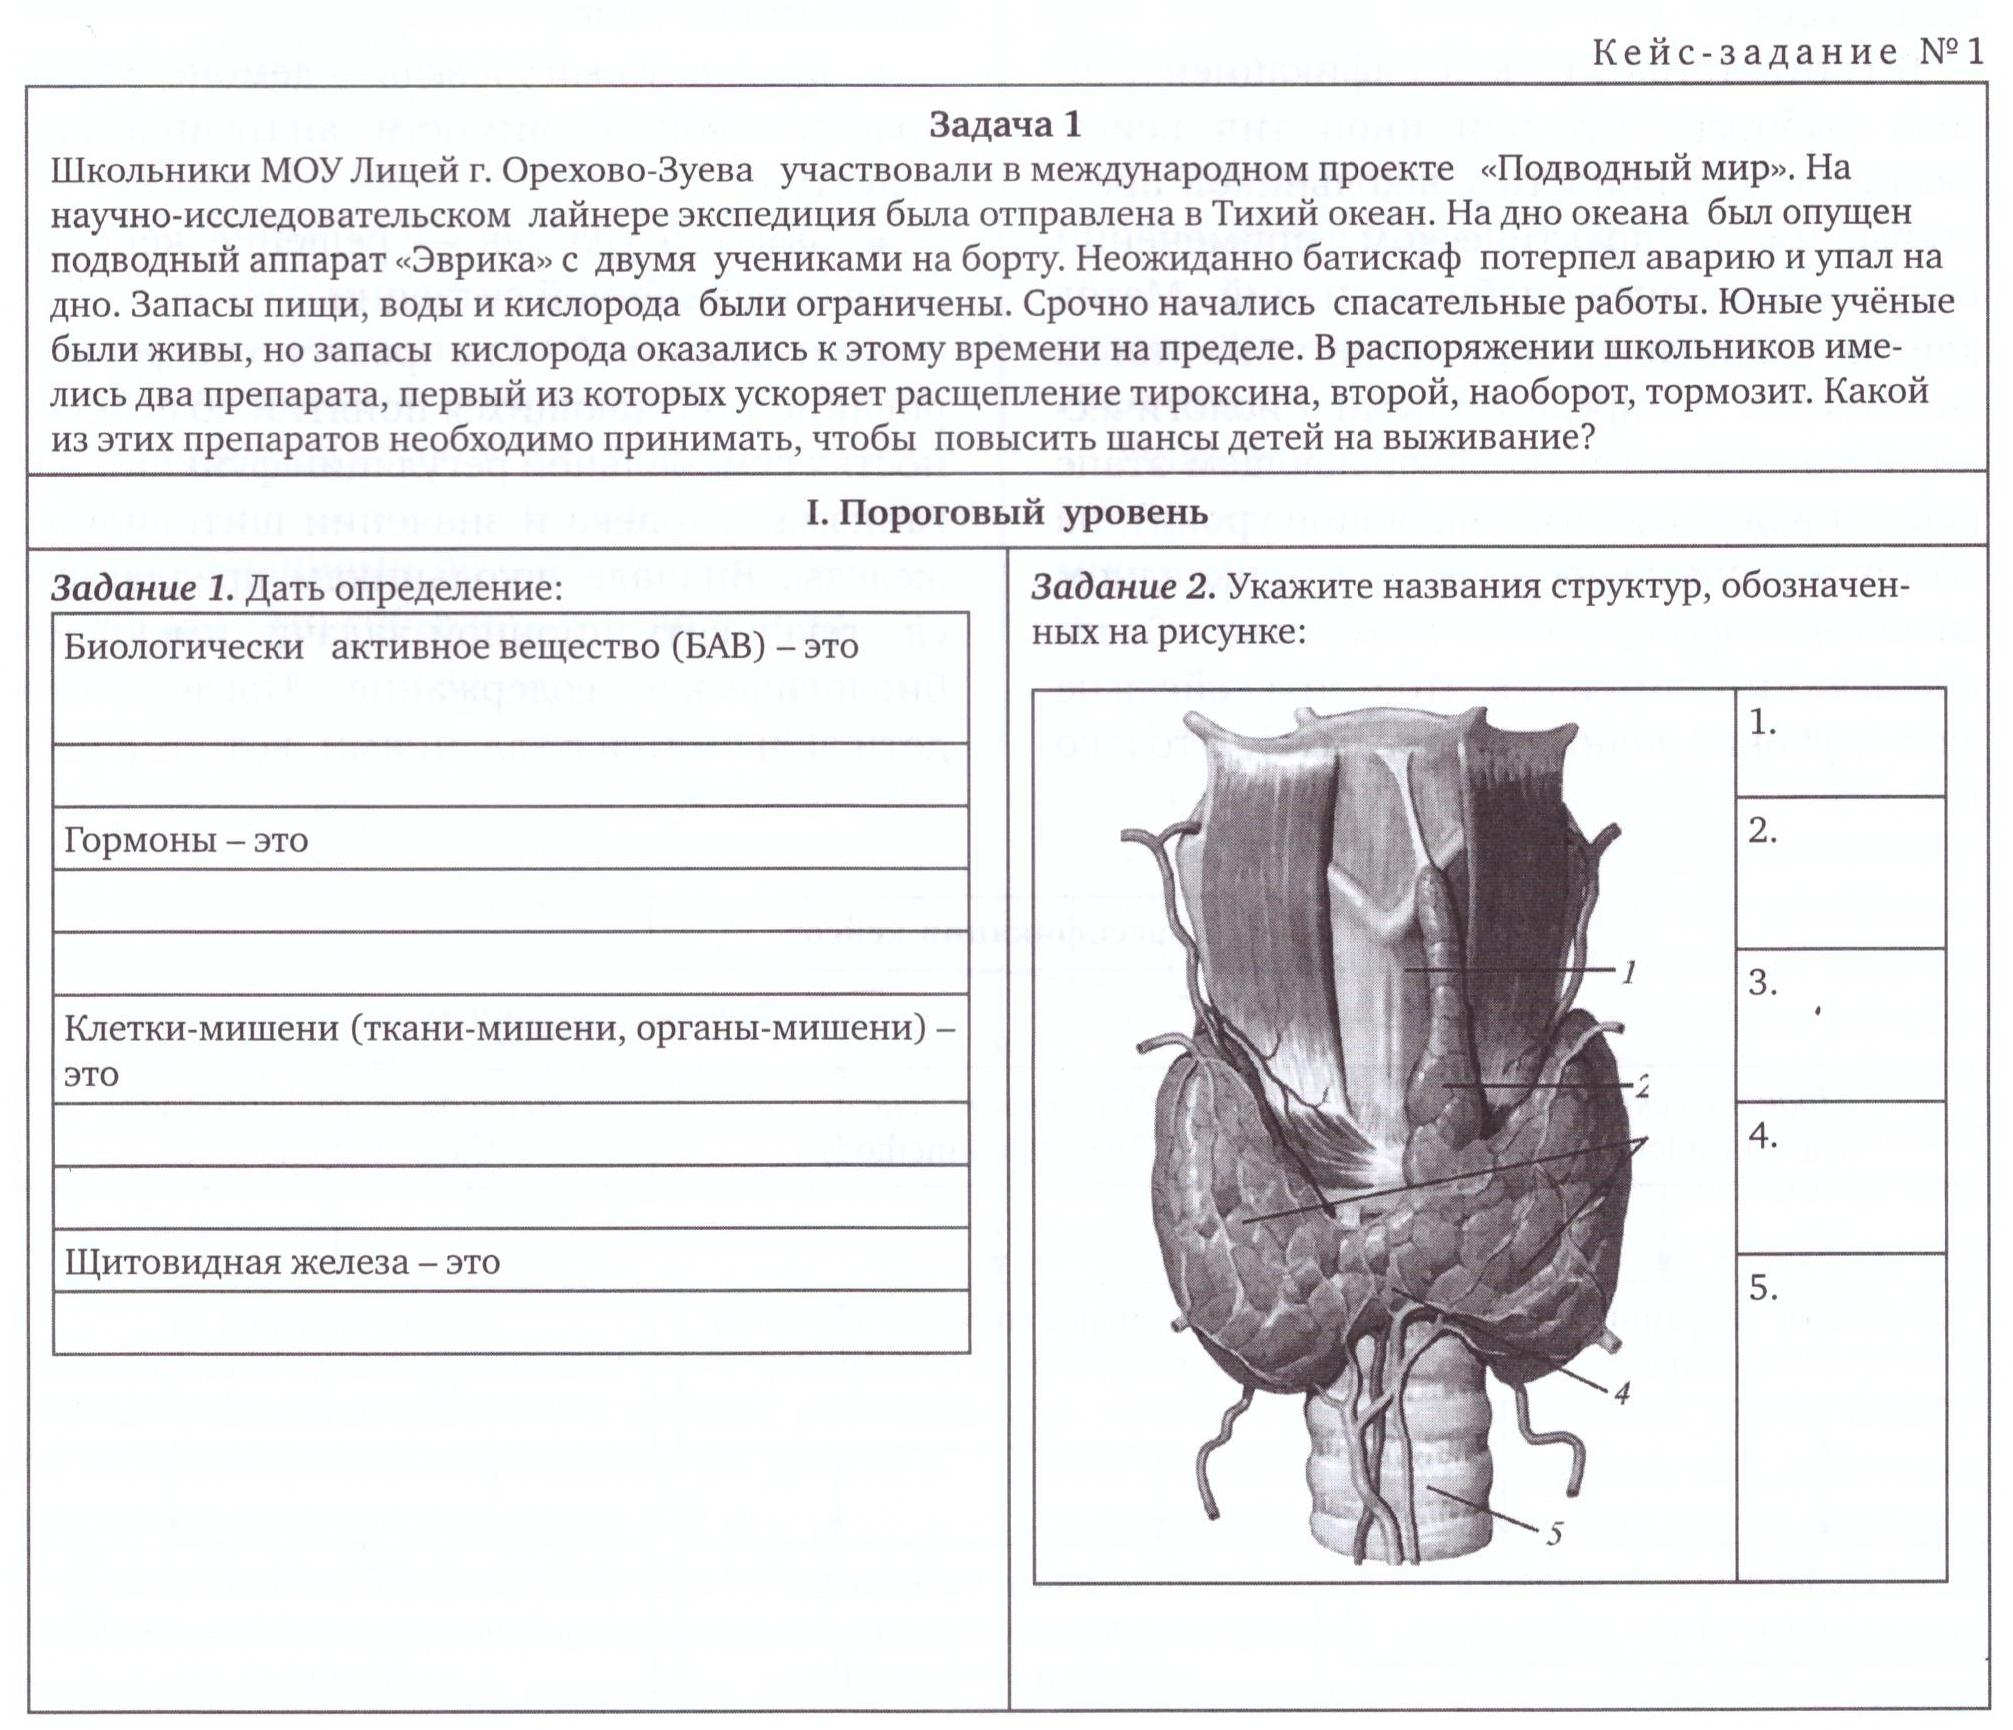 Кейс-задание № 1
Задача 1
Школьники МОУ Лицей г. Орехово-Зуева участвовали в международном проекте «Подводный мир». На
научно-исследовательском лайнере экспедиция была отправлена в Тихий океан. На дно океана был опущен
подводный аппарат «Эврика» с двумя учениками на борту. Неожиданно батискаф потерпел аварию и упал на
дно. Запасы пищи, воды и кислорода были ограничены. Срочно начались спасательные работы. Юные учёные
были живы, но запасы кислорода оказались к этому времени на пределе. В распоряжении школьников име-
лись два препарата, первый из которых ускоряет расщепление тироксина, второй, наоборот, тормозит. Какой
из этих препаратов необходимо принимать, чтобы повысить шансы детей на выживание?
I. Пороговый уровень
Задание 1. Дать определение:
Биологически активное вещество (БАВ) – это
Гормоны – это
Клетки-мишени (ткани-мишени, органы-мишени) –
это
Щитовидная железа – это
Задание 2. Укажите названия структур, обозначен-
ных на рисунке:
1
2
4
5
1.
2.
3.
4.
5.